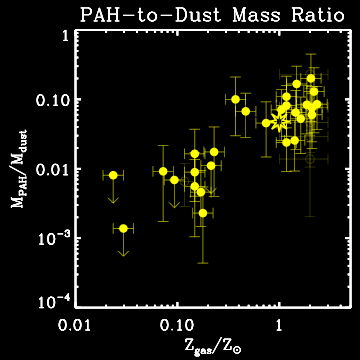 PAH-to-Dust Mass Ratio
1
0.10
0.01
10⁻³
10⁻⁴
M_PAH/M_dust
0.01 0.10 1
Z_gas/Z_⊙